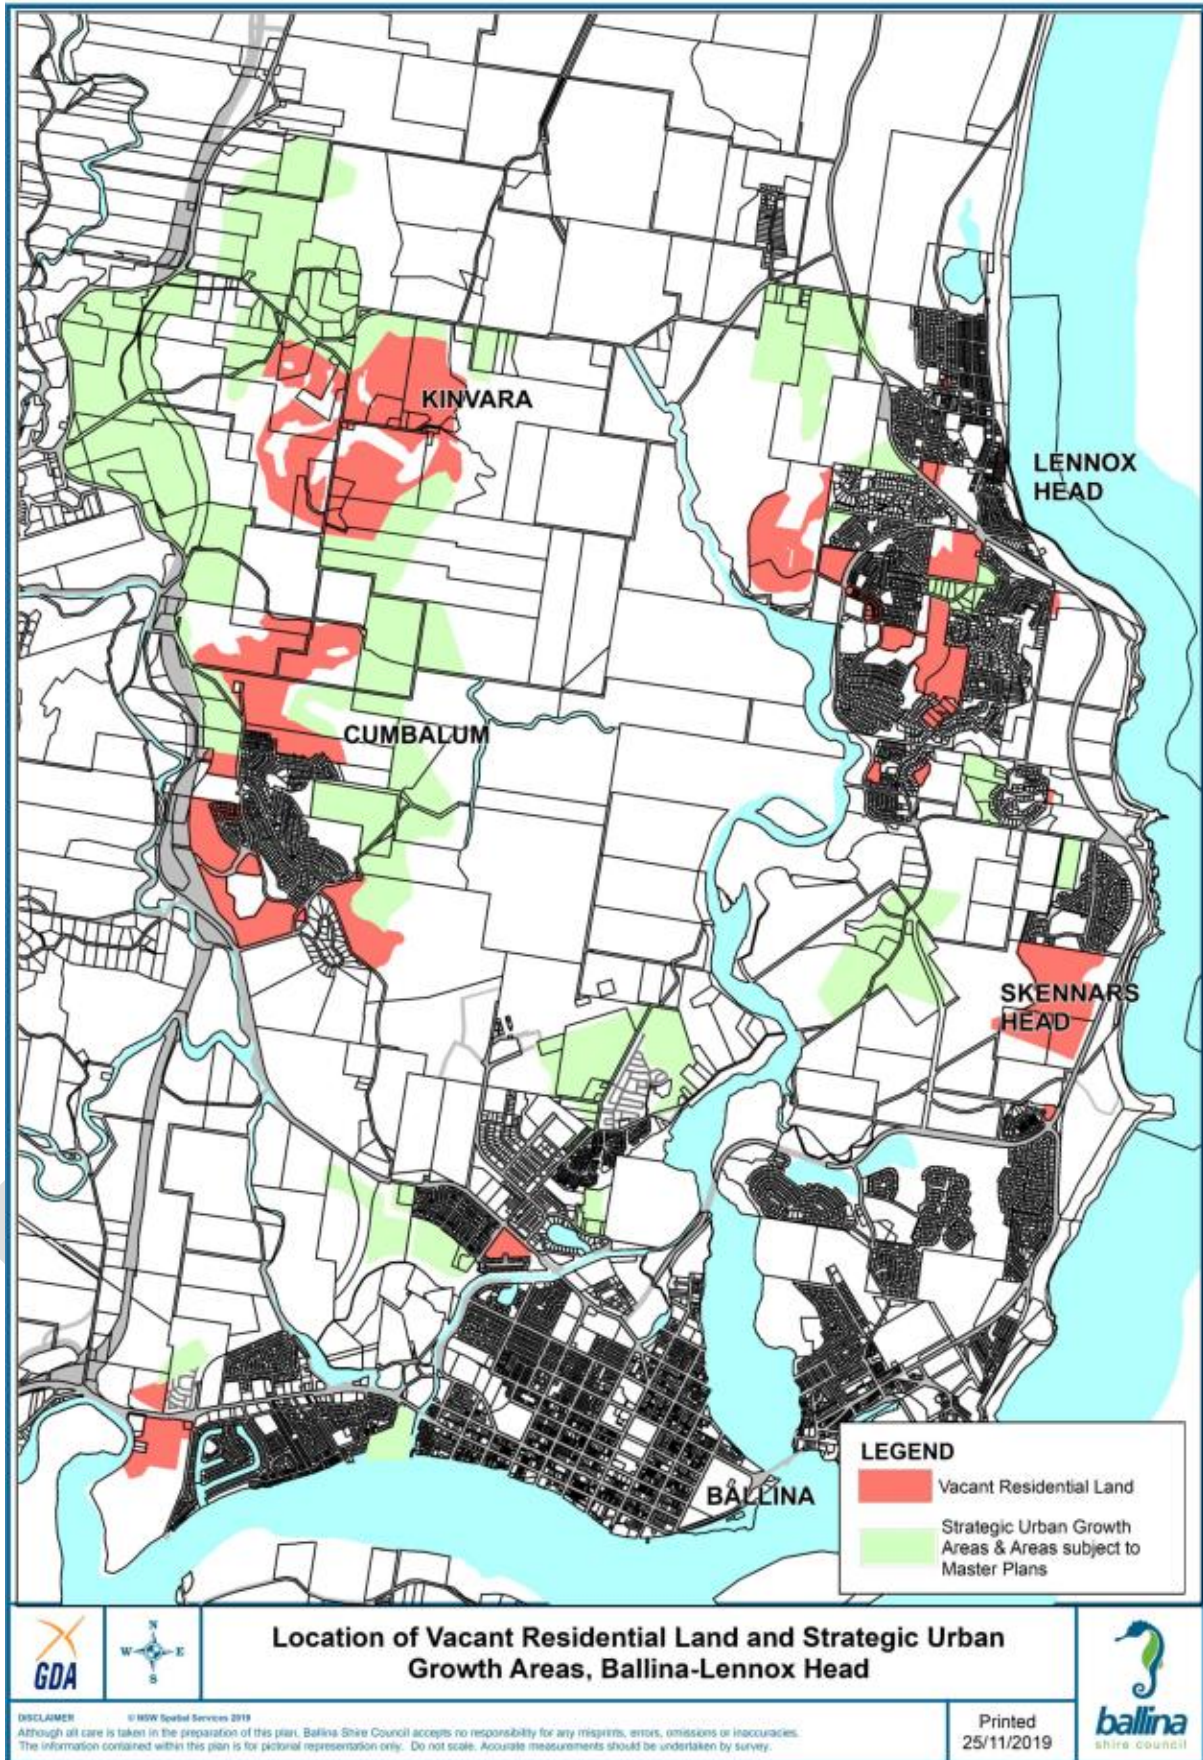 KINVARA
LENNOX
HEAD
CUMBALUM
SKENNARS
HEAD
BALLINA
LEGEND
Vacant Residential Land
Strategic Urban Growth
Areas & Areas subject to
Master Plans
GDA
N
W E
S
Location of Vacant Residential Land and Strategic Urban
Growth Areas, Ballina-Lennox Head
ballina
shire council
DISCLAIMER © NSW Spatial Services 2019
Although all care is taken in the preparation of this plan, Ballina Shire Council accepts no responsibility for any misprints, errors, omissions or inaccuracies.
The information contained within this plan is for pictorial representation only. Do not scale. Accurate measurements should be undertaken by survey.
Printed
25/11/2019